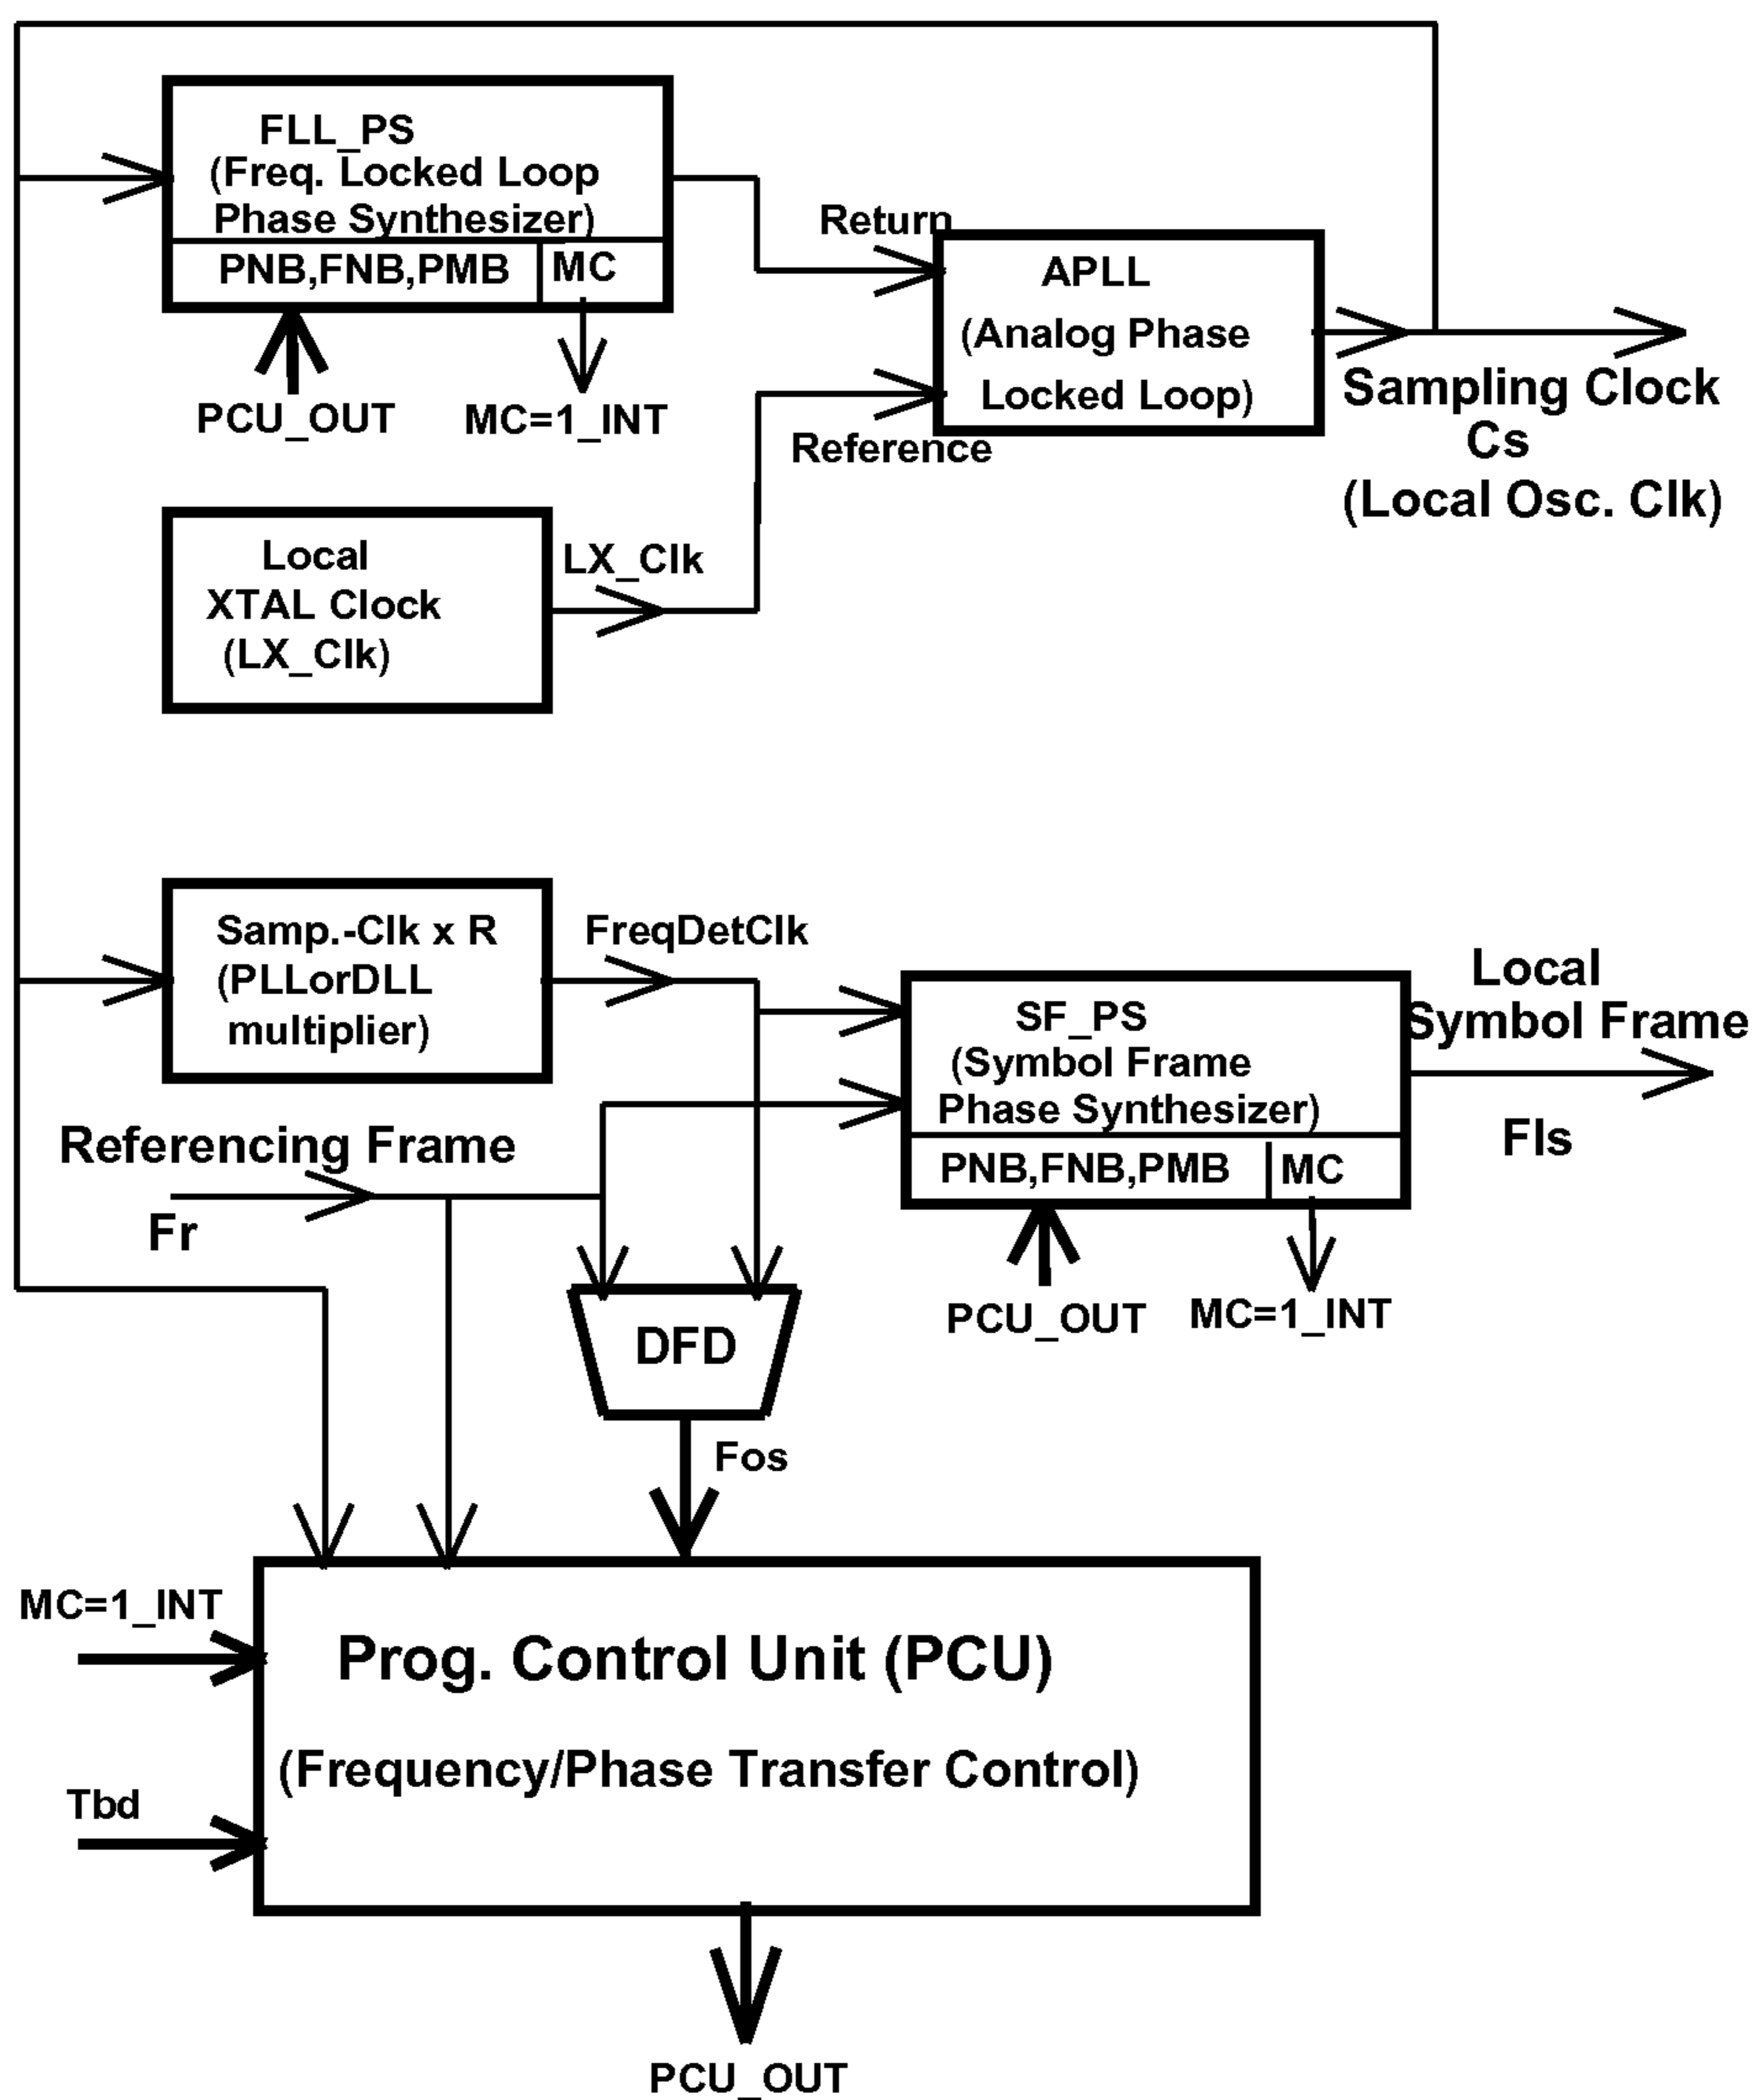 FLL_PS
(Freq. Locked Loop
Phase Synthesizer)
PNB,FNB,PMB
MC
PCU_OUT
MC=1_INT
Return
Reference
APLL
(Analog Phase
Locked Loop)
Sampling Clock
Cs
(Local Osc. Clk)
Local
XTAL Clock
(LX_Clk)
LX_Clk
Samp.-Clk x R
(PLLorDLL
multiplier)
FreqDetClk
SF_PS
(Symbol Frame
Phase Synthesizer)
PNB,FNB,PMB
MC
PCU_OUT
MC=1_INT
Local
Symbol Frame
Fls
Referencing Frame
Fr
DFD
Fos
MC=1_INT
Tbd
Prog. Control Unit (PCU)
(Frequency/Phase Transfer Control)
PCU_OUT